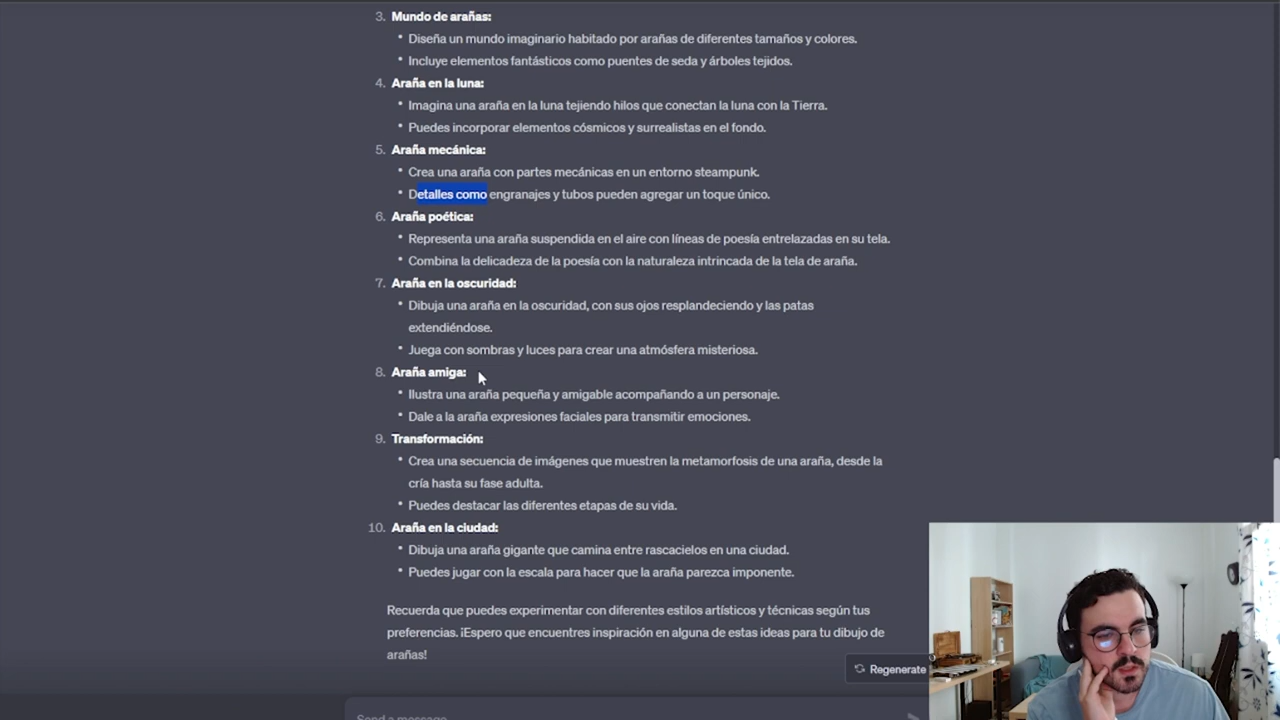 3. Mundo de arañas:
• Diseña un mundo imaginario habitado por arañas de diferentes tamaños y colores.
• Incluye elementos fantásticos como puentes de seda y árboles tejidos.
4. Araña en la luna:
• Imagina una araña en la luna tejiendo hilos que conectan la luna con la Tierra.
• Puedes incorporar elementos cósmicos y surrealistas en el fondo.
5. Araña mecánica:
• Crea una araña con partes mecánicas en un entorno steampunk.
• Detalles como engranajes y tubos pueden agregar un toque único.
6. Araña poética:
• Representa una araña suspendida en el aire con líneas de poesía entrelazadas en su tela.
• Combina la delicadeza de la poesía con la naturaleza intrincada de la tela de araña.
7. Araña en la oscuridad:
• Dibuja una araña en la oscuridad, con sus ojos resplandeciendo y las patas
extendiéndose.
• Juega con sombras y luces para crear una atmósfera misteriosa.
8. Araña amiga:
• Ilustra una araña pequeña y amigable acompañando a un personaje.
• Dale a la araña expresiones faciales para transmitir emociones.
9. Transformación:
• Crea una secuencia de imágenes que muestren la metamorfosis de una araña, desde la
cría hasta su fase adulta.
• Puedes destacar las diferentes etapas de su vida.
10. Araña en la ciudad:
• Dibuja una araña gigante que camina entre rascacielos en una ciudad.
• Puedes jugar con la escala para hacer que la araña parezca imponente.
Recuerda que puedes experimentar con diferentes estilos artísticos y técnicas según tus
preferencias. ¡Espero que encuentres inspiración en alguna de estas ideas para tu dibujo de
arañas!
Regenerate
Send a message